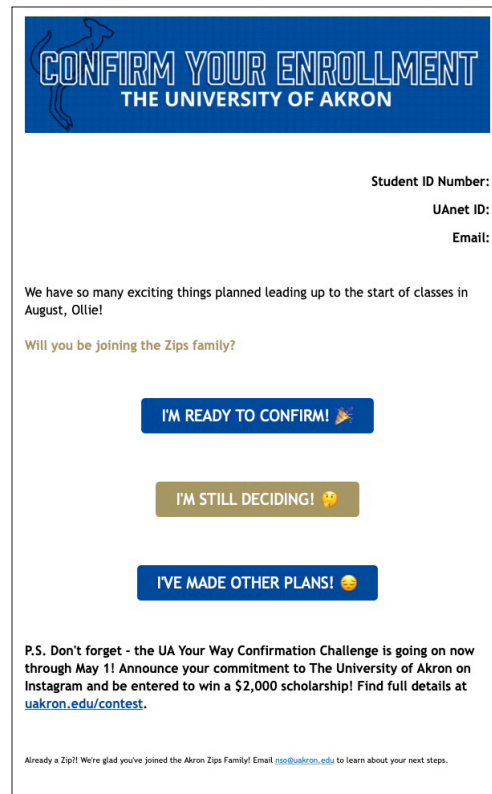 CONFIRM YOUR ENROLLMENT
THE UNIVERSITY OF AKRON
Student ID Number:
UAnet ID:
Email:
We have so many exciting things planned leading up to the start of classes in
August, Ollie!
Will you be joining the Zips family?
I'M READY TO CONFIRM! 🎉
I'M STILL DECIDING! 🤔
I'VE MADE OTHER PLANS! 😔
P.S. Don't forget - the UA Your Way Confirmation Challenge is going on now
through May 1! Announce your commitment to The University of Akron on
Instagram and be entered to win a $2,000 scholarship! Find full details at
uakron.edu/contest.
Already a Zip?! We're glad you've joined the Akron Zips Family! Email nso@uakron.edu to learn about your next steps.